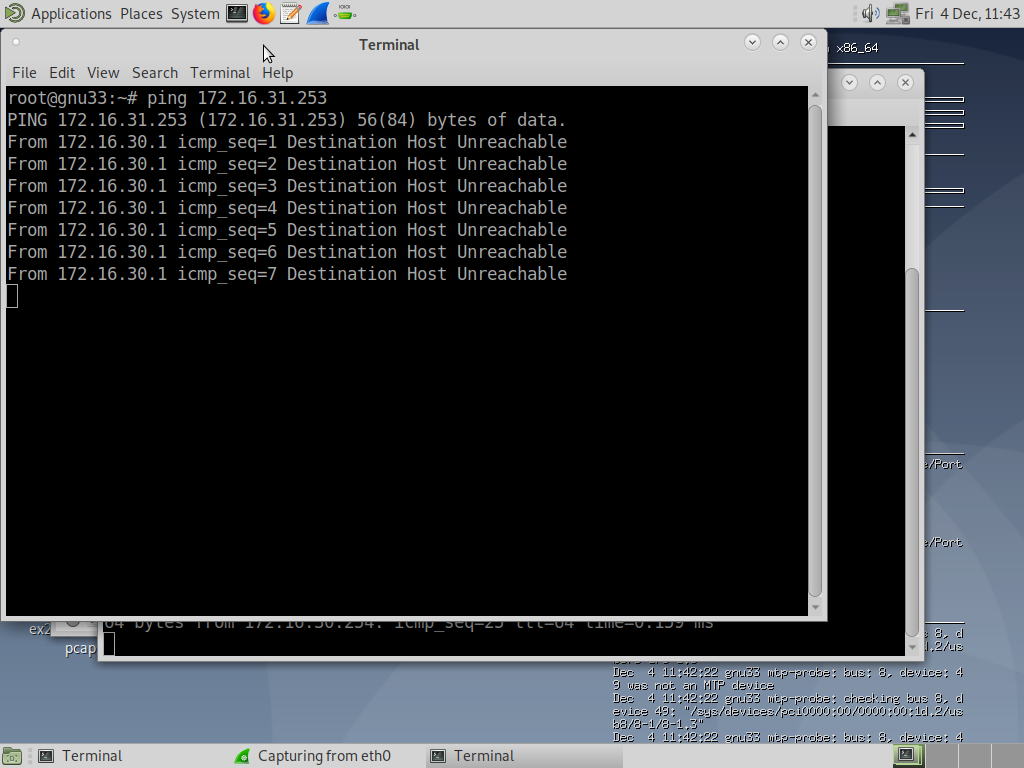 Applications Places System Fri 4 Dec, 11:43
x86_64
Terminal
File Edit View Search Terminal Help
root@gnu33:~# ping 172.16.31.253
PING 172.16.31.253 (172.16.31.253) 56(84) bytes of data.
From 172.16.30.1 icmp_seq=1 Destination Host Unreachable
From 172.16.30.1 icmp_seq=2 Destination Host Unreachable
From 172.16.30.1 icmp_seq=3 Destination Host Unreachable
From 172.16.30.1 icmp_seq=4 Destination Host Unreachable
From 172.16.30.1 icmp_seq=5 Destination Host Unreachable
From 172.16.30.1 icmp_seq=6 Destination Host Unreachable
From 172.16.30.1 icmp_seq=7 Destination Host Unreachable
e/Port
e/Port
64 bytes from 172.16.30.254: icmp_seq=25 ttl=64 time=0.159 ms
ex2
pcap
s 8, d
1d.2/us
Dec 4 11:42:22 gnu33 mtp-probe: bus: 8, device: 4
9 was not an MTP device
Dec 4 11:42:22 gnu33 mtp-probe: checking bus 8, d
evice 49: "/sys/devices/pci0000:00/0000:00:1d.2/us
b8/8-1/8-1.3"
Dec 4 11:42:22 gnu33 mtp-probe: bus: 8, device: 4
Terminal Capturing from eth0 Terminal